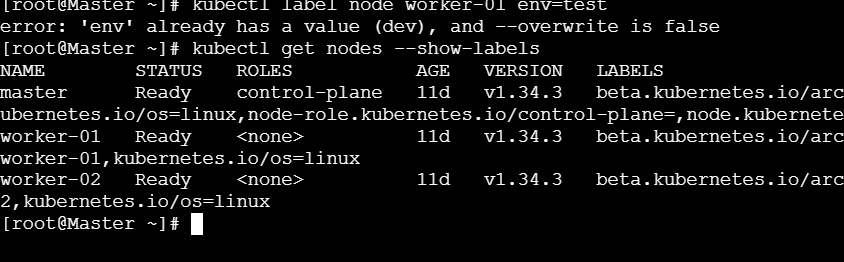 [root@Master ~]# kubectl label node worker-01 env=test
error: 'env' already has a value (dev), and --overwrite is false
[root@Master ~]# kubectl get nodes --show-labels
NAME        STATUS   ROLES           AGE   VERSION   LABELS
master      Ready    control-plane   11d   v1.34.3   beta.kubernetes.io/arc
ubernetes.io/os=linux,node-role.kubernetes.io/control-plane=,node.kubernete
worker-01   Ready    <none>          11d   v1.34.3   beta.kubernetes.io/arc
worker-01,kubernetes.io/os=linux
worker-02   Ready    <none>          11d   v1.34.3   beta.kubernetes.io/arc
2,kubernetes.io/os=linux
[root@Master ~]#